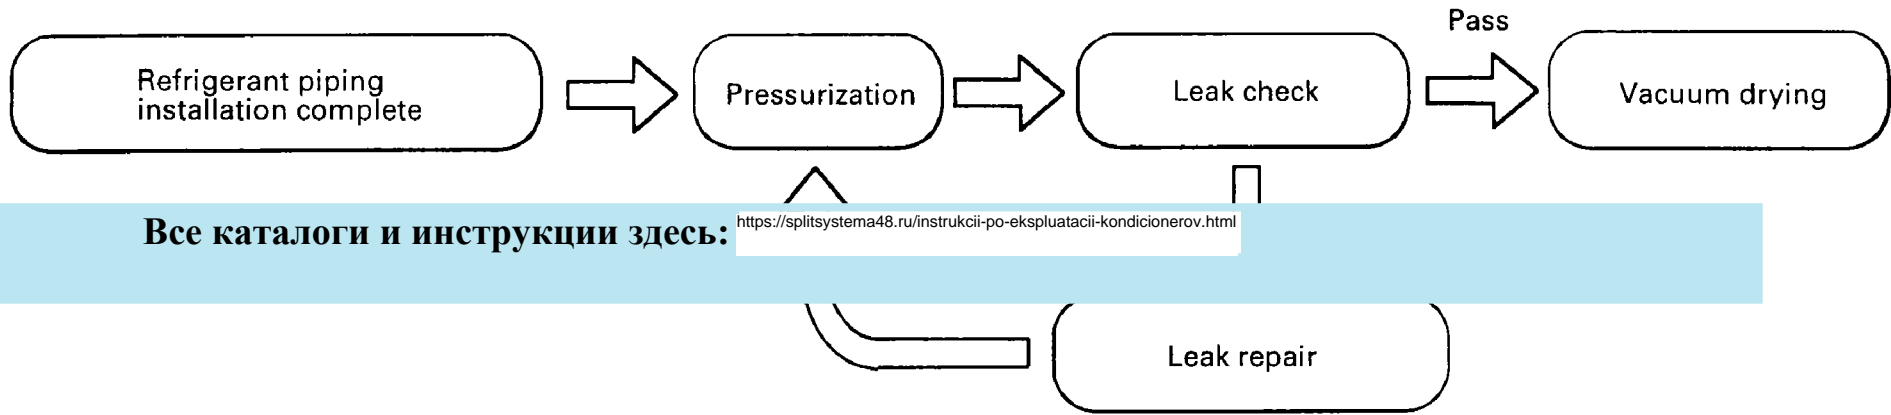 Pass
Refrigerant piping
installation complete
Pressurization
Leak check
Vacuum drying
Все каталоги и инструкции здесь: https://splitsystema48.ru/instrukcii-po-ekspluatacii-kondicionerov.html
Leak repair